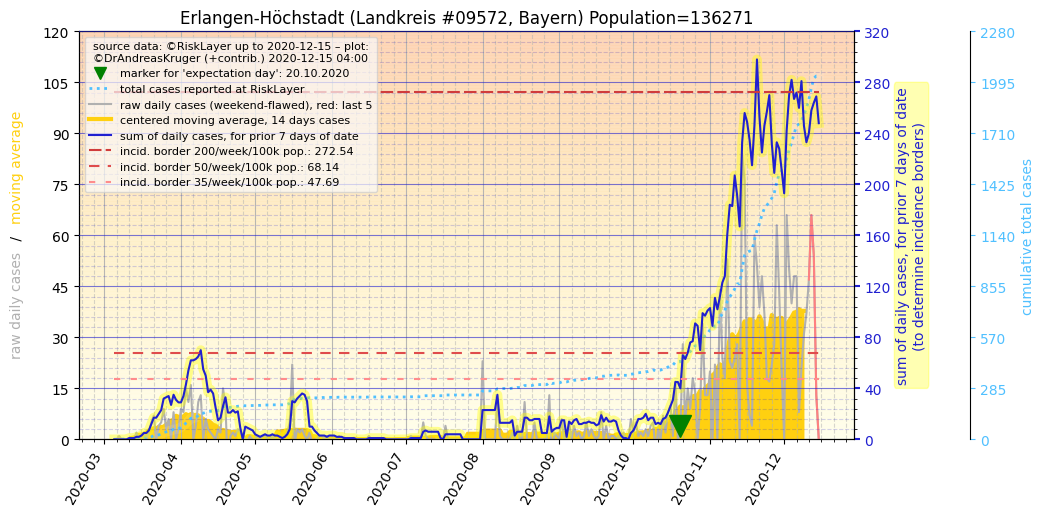 Erlangen-Höchstadt (Landkreis #09572, Bayern) Population=136271
source data: ©RiskLayer up to 2020-12-15 – plot:
©DrAndreasKruger (+contrib.) 2020-12-15 04:00
marker for 'expectation day': 20.10.2020
total cases reported at RiskLayer
raw daily cases (weekend-flawed), red: last 5
centered moving average, 14 days cases
sum of daily cases, for prior 7 days of date
incid. border 200/week/100k pop.: 272.54
incid. border 50/week/100k pop.: 68.14
incid. border 35/week/100k pop.: 47.69
raw daily cases / moving average
120
105
90
75
60
45
30
15
0
320
280
240
200
160
120
80
40
0
sum of daily cases, for prior 7 days of date
(to determine incidence borders)
2280
1995
1710
1425
1140
855
570
285
0
cumulative total cases
2020-03
2020-04
2020-05
2020-06
2020-07
2020-08
2020-09
2020-10
2020-11
2020-12